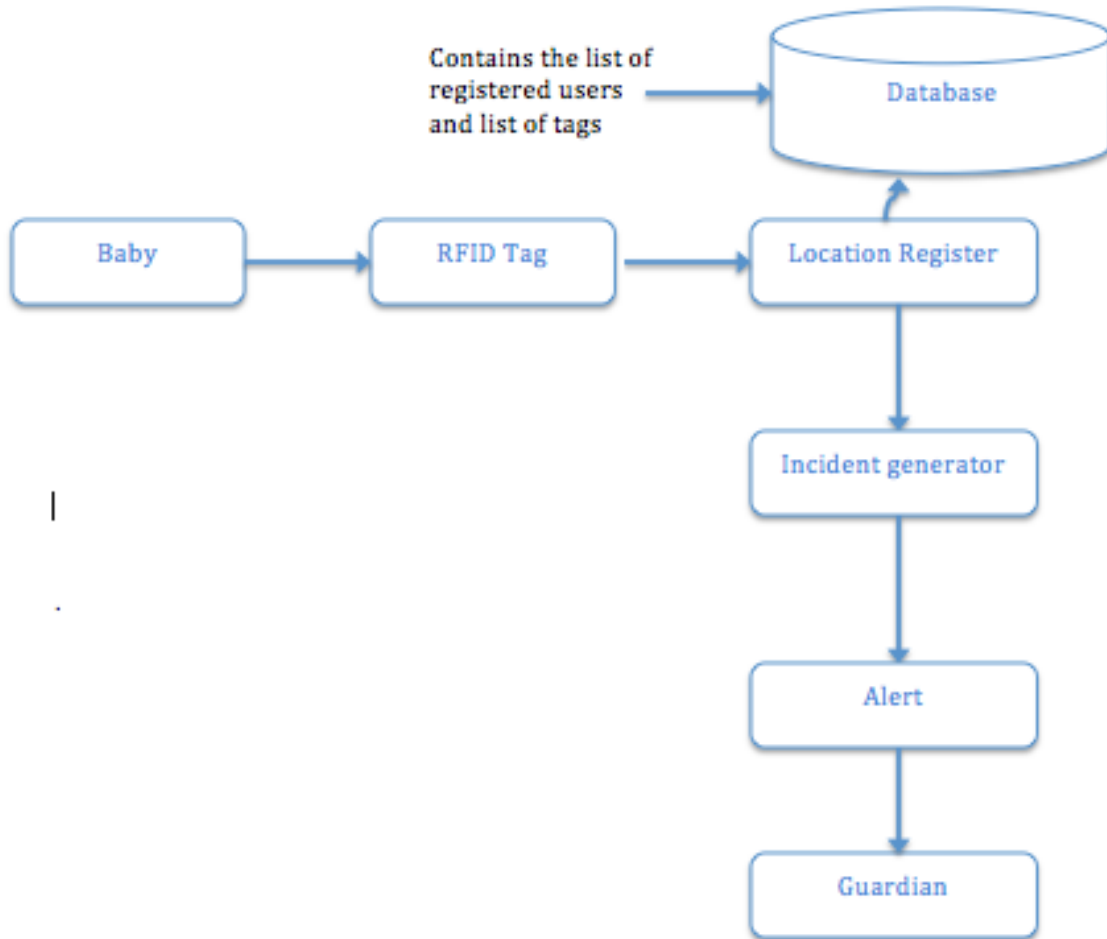 Contains the list of
registered users
and list of tags
Database
Baby
RFID Tag
Location Register
Incident generator
Alert
Guardian